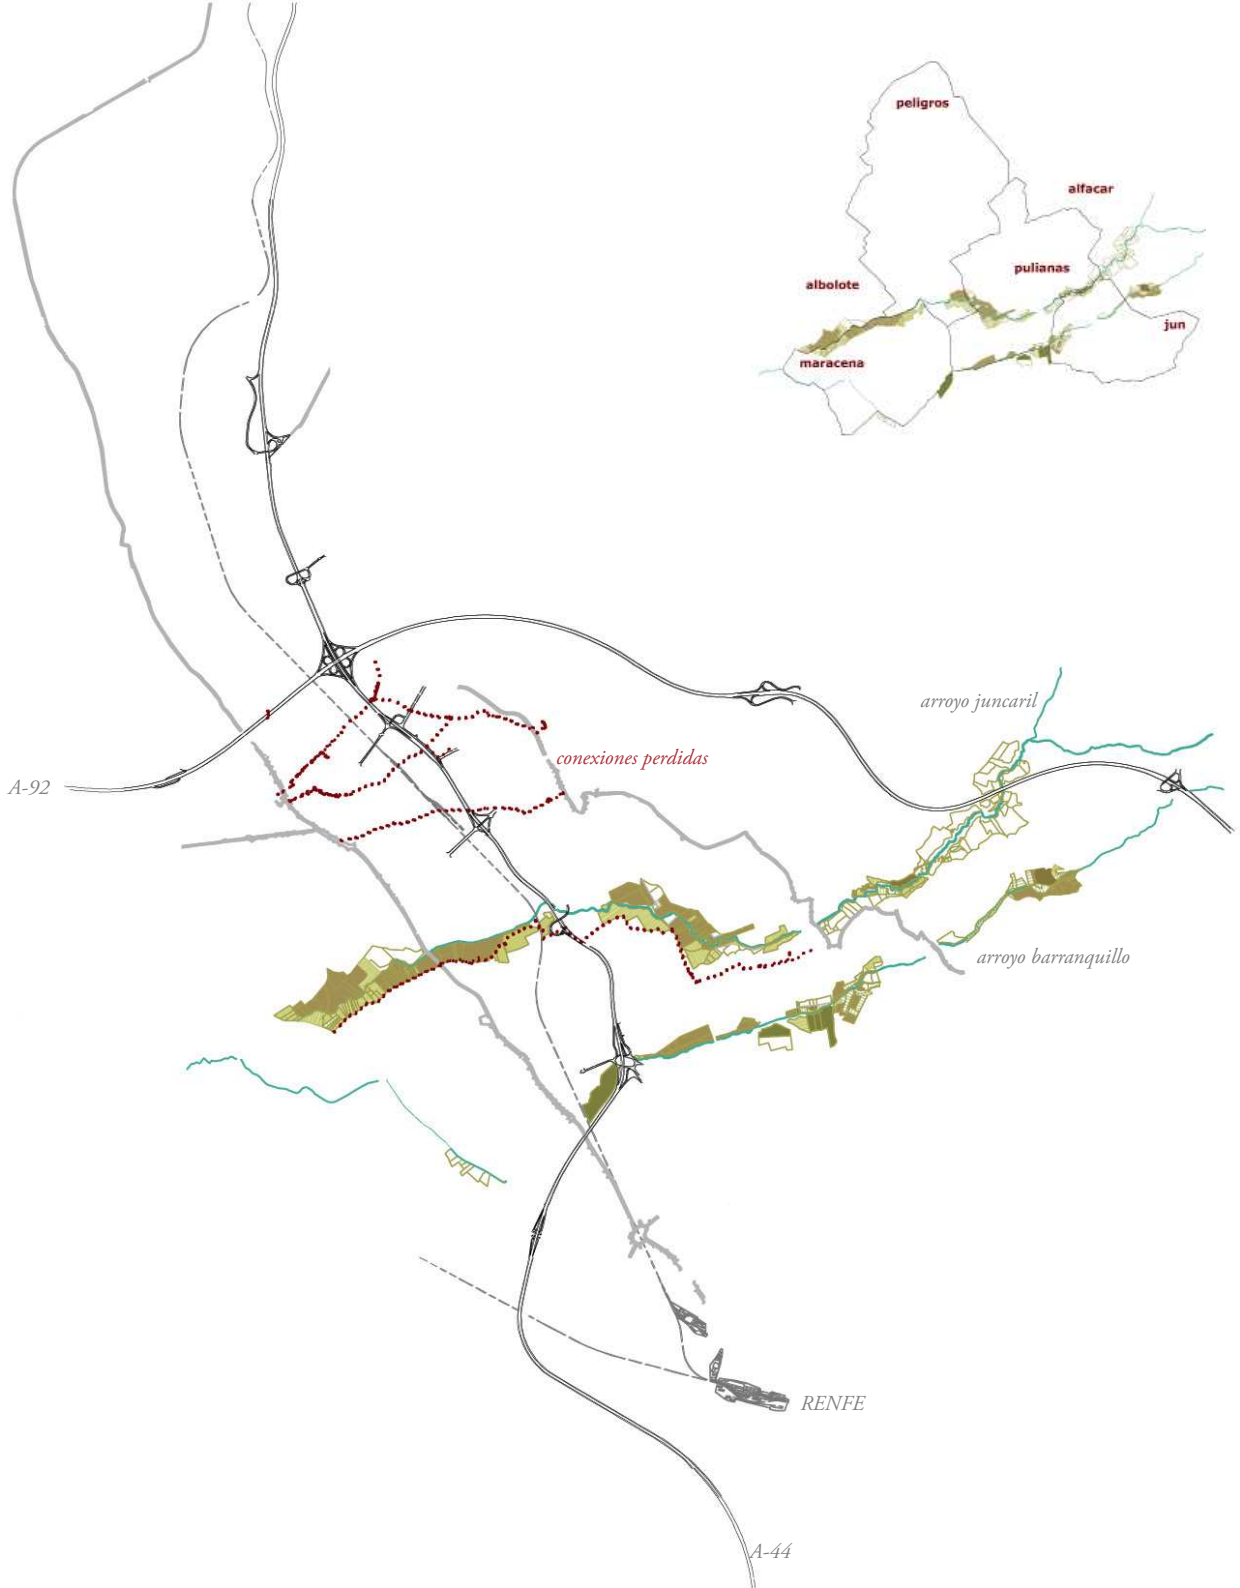 peligros
alfacar
pulianas
albolote
jun
maracena
arroyo juncaril
conexiones perdidas
A-92
arroyo barranquillo
RENFE
A-44